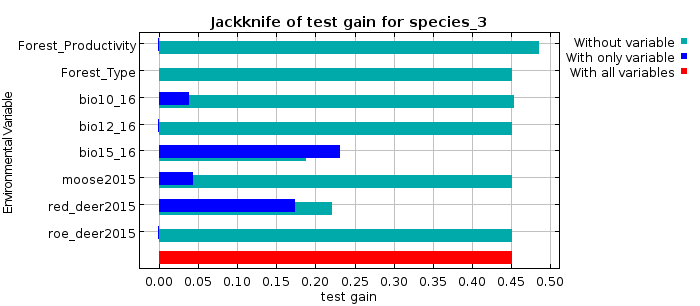 Jackknife of test gain for species_3
Forest_Productivity
Forest_Type
bio10_16
bio12_16
bio15_16
moose2015
red_deer2015
roe_deer2015
Environmental Variable
0.00 0.05 0.10 0.15 0.20 0.25 0.30 0.35 0.40 0.45 0.50
test gain
Without variable
With only variable
With all variables